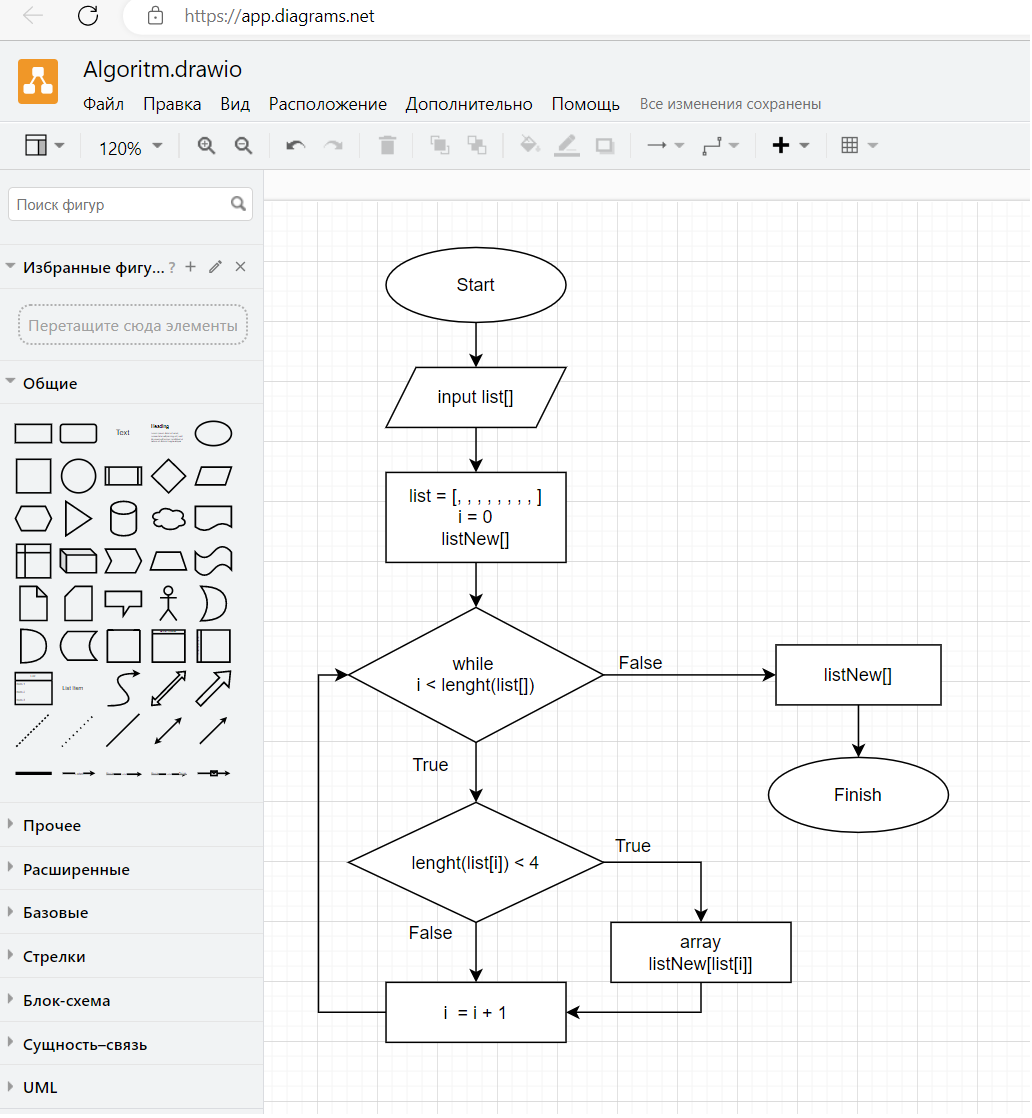 https://app.diagrams.net
Algoritm.drawio
Файл Правка Вид Расположение Дополнительно Помощь Все изменения сохранены
120%
Поиск фигур
Избранные фигу... ?
Перетащите сюда элементы
Общие
Text
Heading
List Item
Прочее
Расширенные
Базовые
Стрелки
Блок-схема
Сущность–связь
UML
Start
input list[]
list = [, , , , , , , , ]
i = 0
listNew[]
while
i < lenght(list[])
False
listNew[]
True
Finish
lenght(list[i]) < 4
True
False
array
listNew[list[i]]
i = i + 1